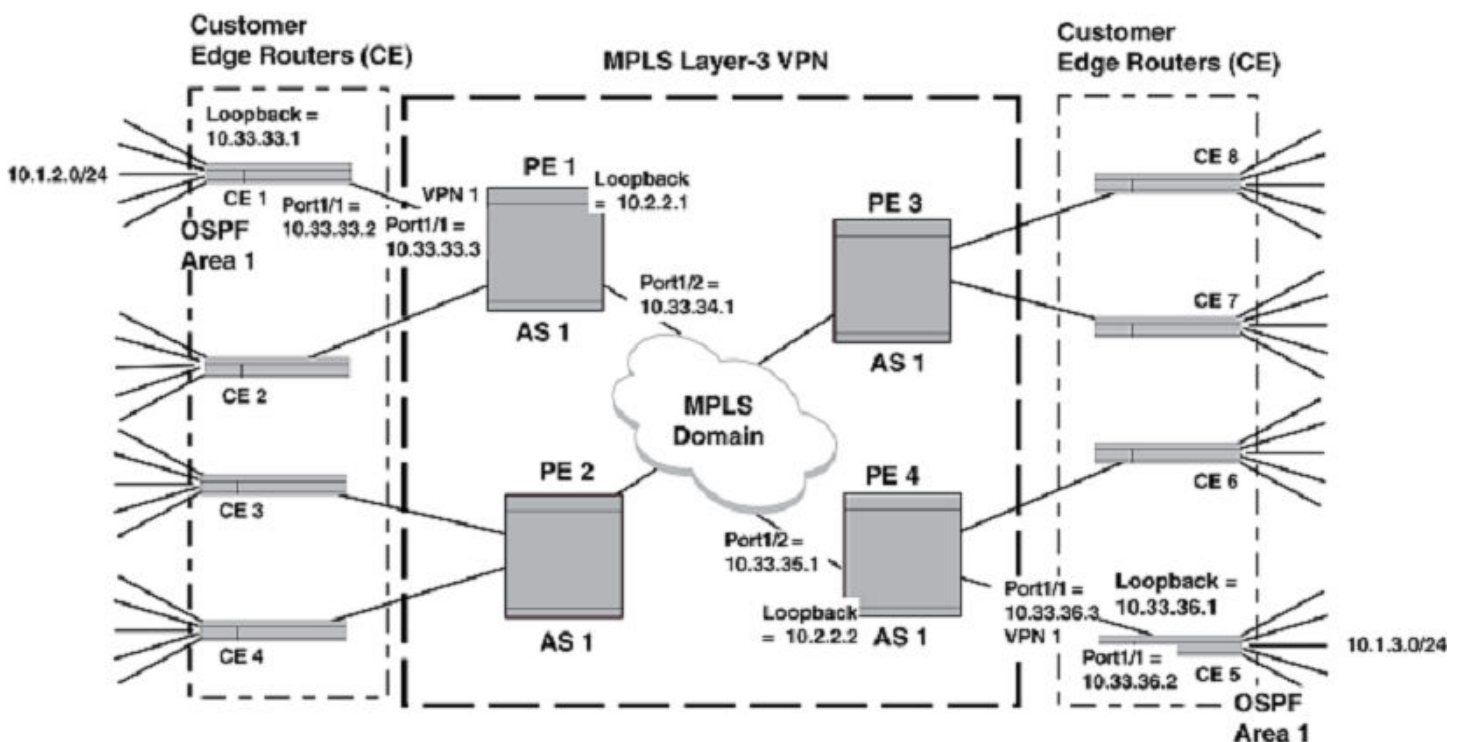 Customer
Edge Routers (CE)
MPLS Layer-3 VPN
Customer
Edge Routers (CE)
Loopback =
10.33.33.1
10.1.2.0/24
CE 1
Port1/1 =
10.33.33.2
OSPF
Area 1
VPN 1
Port1/1 =
10.33.33.3
PE 1
Loopback
= 10.2.2.1
AS 1
Port1/2 =
10.33.34.1
PE 3
AS 1
CE 8
CE 7
CE 2
MPLS
Domain
CE 3
PE 2
AS 1
CE 4
PE 4
Port1/2 =
10.33.35.1
Loopback
= 10.2.2.2
AS 1
CE 6
Port1/1 =
10.33.36.3
VPN 1
Loopback =
10.33.36.1
Port1/1 =
10.33.36.2
CE 5
10.1.3.0/24
OSPF
Area 1